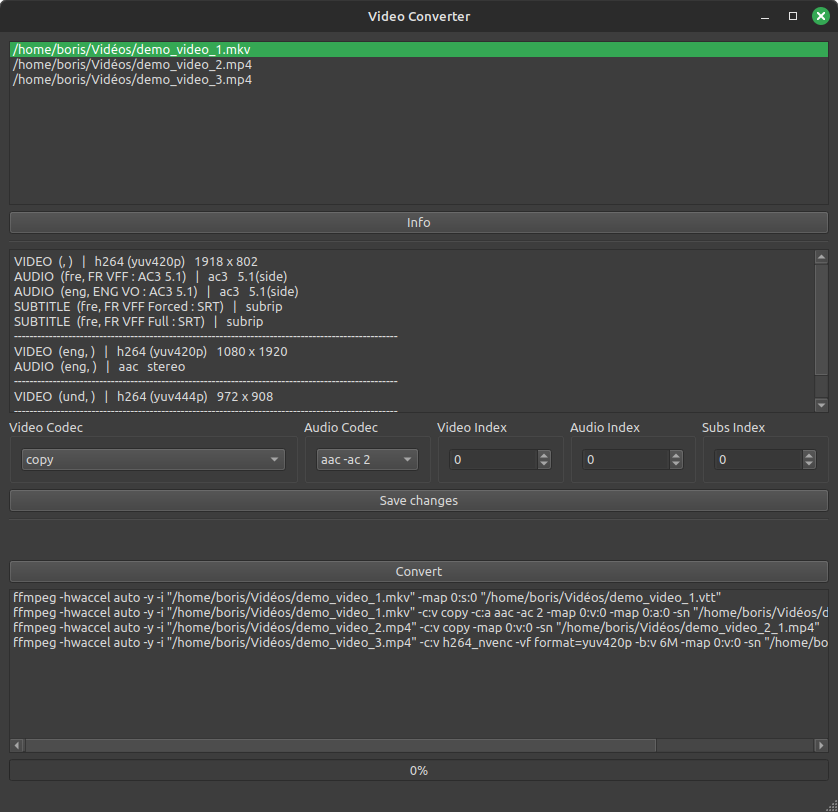 Video Converter
/home/boris/Vidéos/demo_video_1.mkv
/home/boris/Vidéos/demo_video_2.mp4
/home/boris/Vidéos/demo_video_3.mp4
Info
VIDEO (, ) | h264 (yuv420p) 1918 x 802
AUDIO (fre, FR VFF : AC3 5.1) | ac3 5.1(side)
AUDIO (eng, ENG VO : AC3 5.1) | ac3 5.1(side)
SUBTITLE (fre, FR VFF Forced : SRT) | subrip
SUBTITLE (fre, FR VFF Full : SRT) | subrip
------------------------------------------------------------------------------------------------
VIDEO (eng, ) | h264 (yuv420p) 1080 x 1920
AUDIO (eng, ) | aac stereo
------------------------------------------------------------------------------------------------
VIDEO (und, ) | h264 (yuv444p) 972 x 908
------------------------------------------------------------------------------------------------
Video Codec Audio Codec Video Index Audio Index Subs Index
copy aac -ac 2 0 0 0
Save changes
Convert
ffmpeg -hwaccel auto -y -i "/home/boris/Vidéos/demo_video_1.mkv" -map 0:s:0 "/home/boris/Vidéos/demo_video_1.vtt"
ffmpeg -hwaccel auto -y -i "/home/boris/Vidéos/demo_video_1.mkv" -c:v copy -c:a aac -ac 2 -map 0:v:0 -map 0:a:0 -sn "/home/boris/Vidéos/d
ffmpeg -hwaccel auto -y -i "/home/boris/Vidéos/demo_video_2.mp4" -c:v copy -map 0:v:0 -sn "/home/boris/Vidéos/demo_video_2_1.mp4"
ffmpeg -hwaccel auto -y -i "/home/boris/Vidéos/demo_video_3.mp4" -c:v h264_nvenc -vf format=yuv420p -b:v 6M -map 0:v:0 -sn "/home/bo
0%